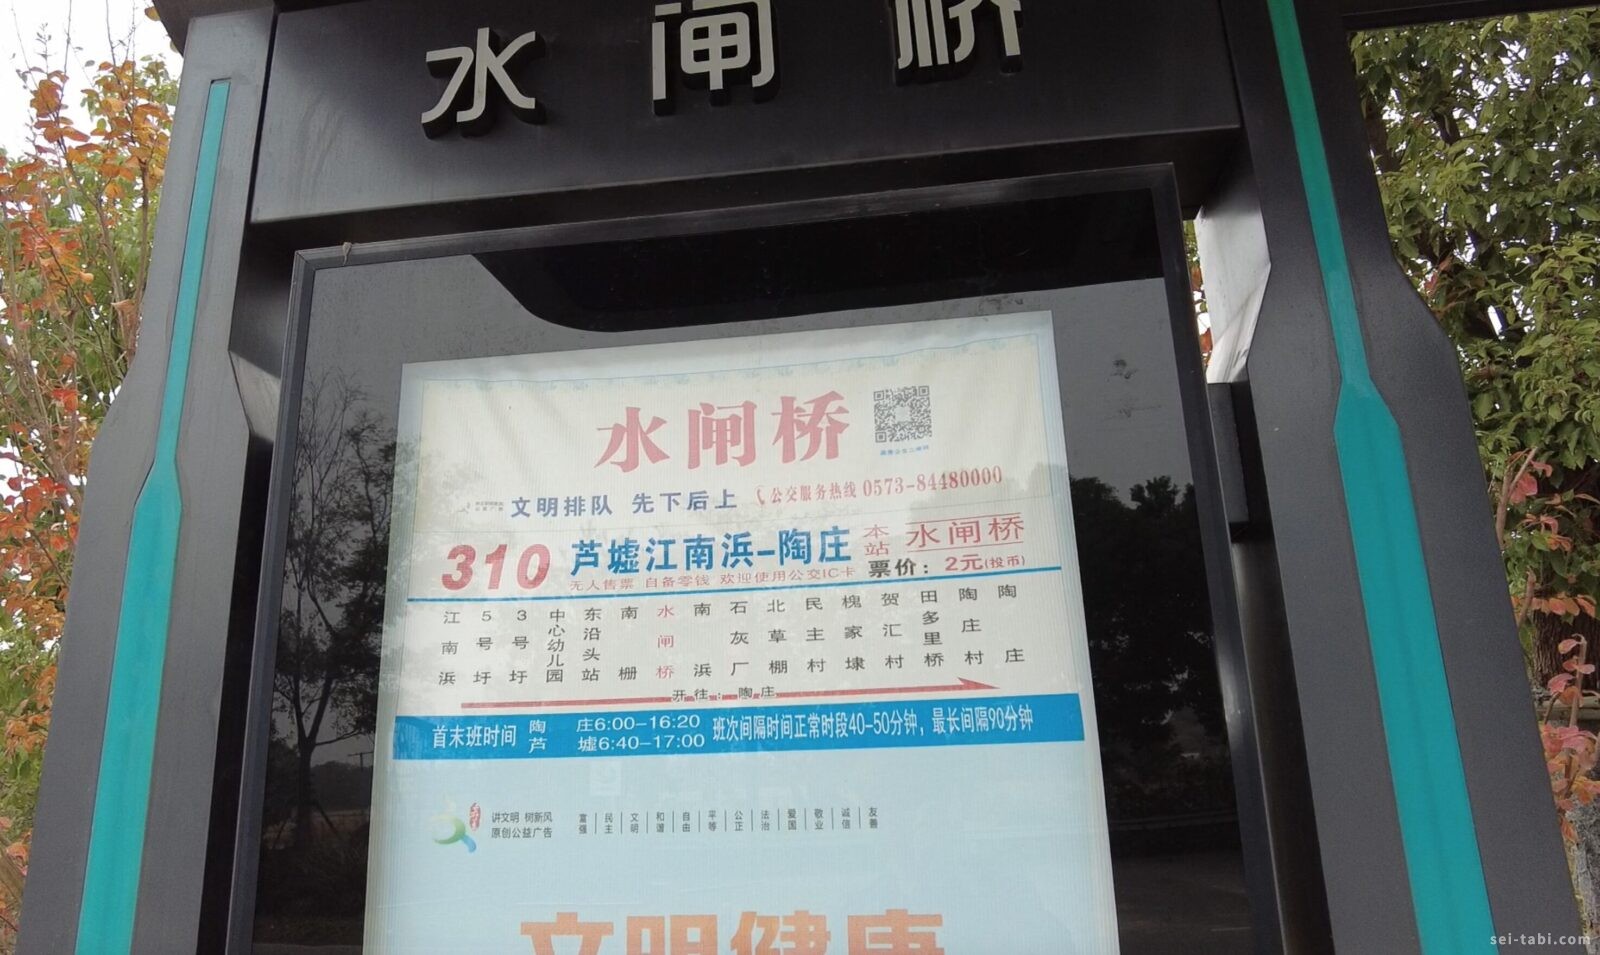 水闸桥
水闸桥
文明排队 先下后上 公交服务热线 0573-84480000
310 芦墟江南浜-陶庄 本站 水闸桥
无人售票 自备零钱 欢迎使用公交IC卡 票价：2元(投币)
江南浜 5号圩 3号圩 中心幼儿园 东沿头站 南栅 水闸桥 南浜 石灰厂 北草棚 民主村 槐家埭 贺汇村 田多里桥 陶庄村 陶庄
开往：陶庄
首末班时间 陶庄6:00-16:20 芦墟6:40-17:00 班次间隔时间正常时段40-50分钟，最长间隔90分钟
讲文明 树新风
原创公益广告
富强 民主 文明 和谐 自由 平等 公正 法治 爱国 敬业 诚信 友善
文明健康
sei-tabi.com